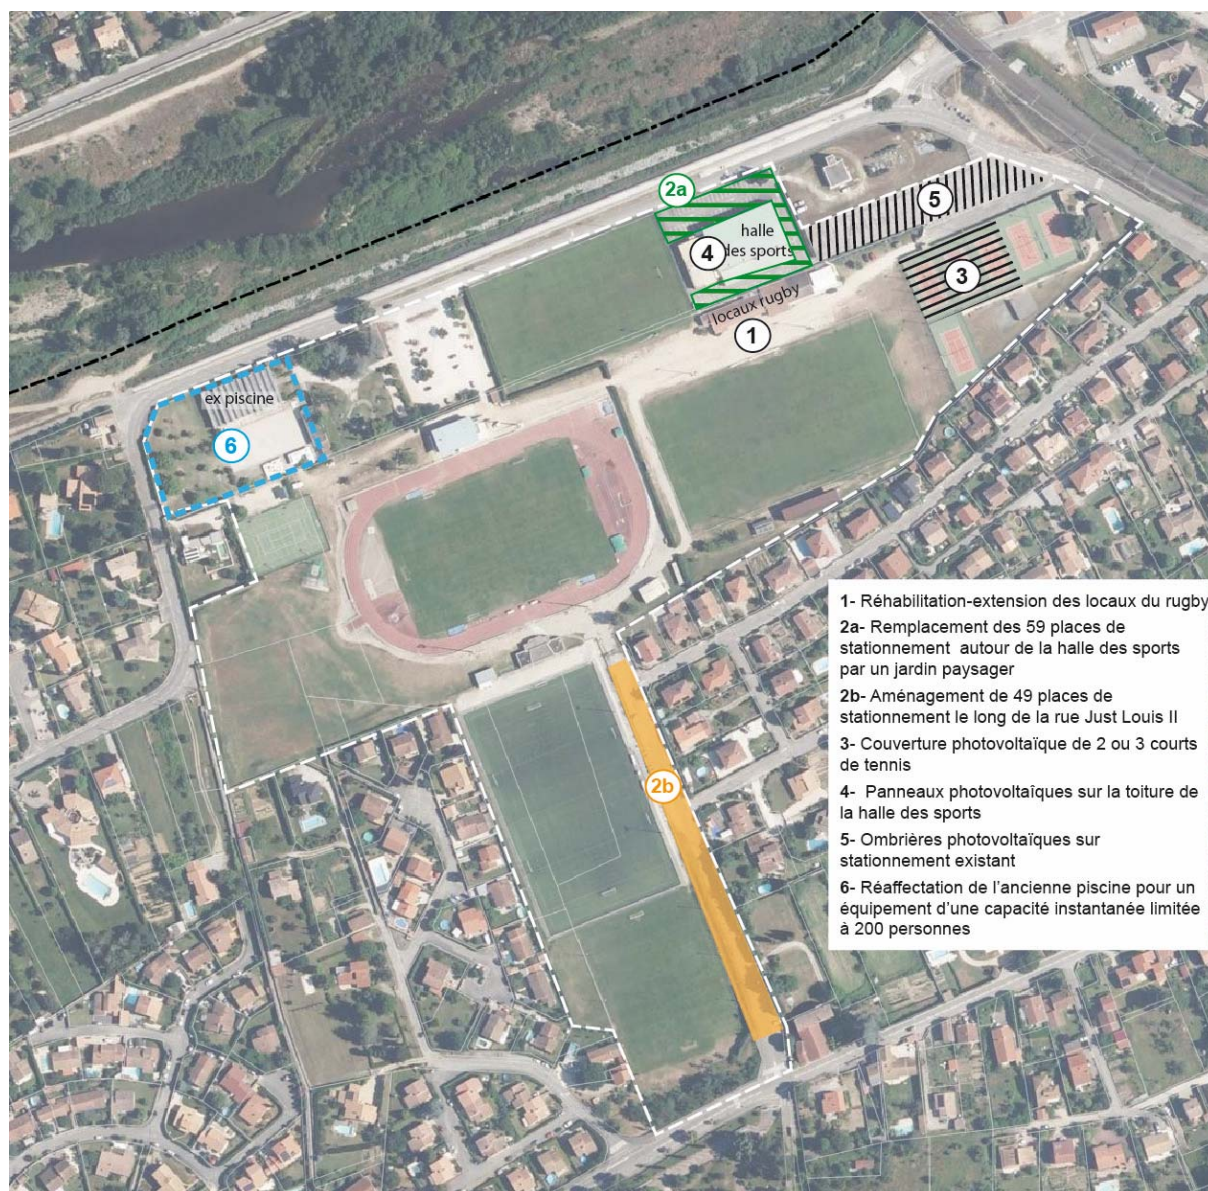 2a
5
halle
des sports
4
3
locaux rugby
1
ex piscine
6
2b
1- Réhabilitation-extension des locaux du rugby
2a- Remplacement des 59 places de
stationnement autour de la halle des sports
par un jardin paysager
2b- Aménagement de 49 places de
stationnement le long de la rue Just Louis II
3- Couverture photovoltaïque de 2 ou 3 courts
de tennis
4- Panneaux photovoltaïques sur la toiture de
la halle des sports
5- Ombrières photovoltaïques sur
stationnement existant
6- Réaffectation de l'ancienne piscine pour un
équipement d'une capacité instantanée limitée
à 200 personnes